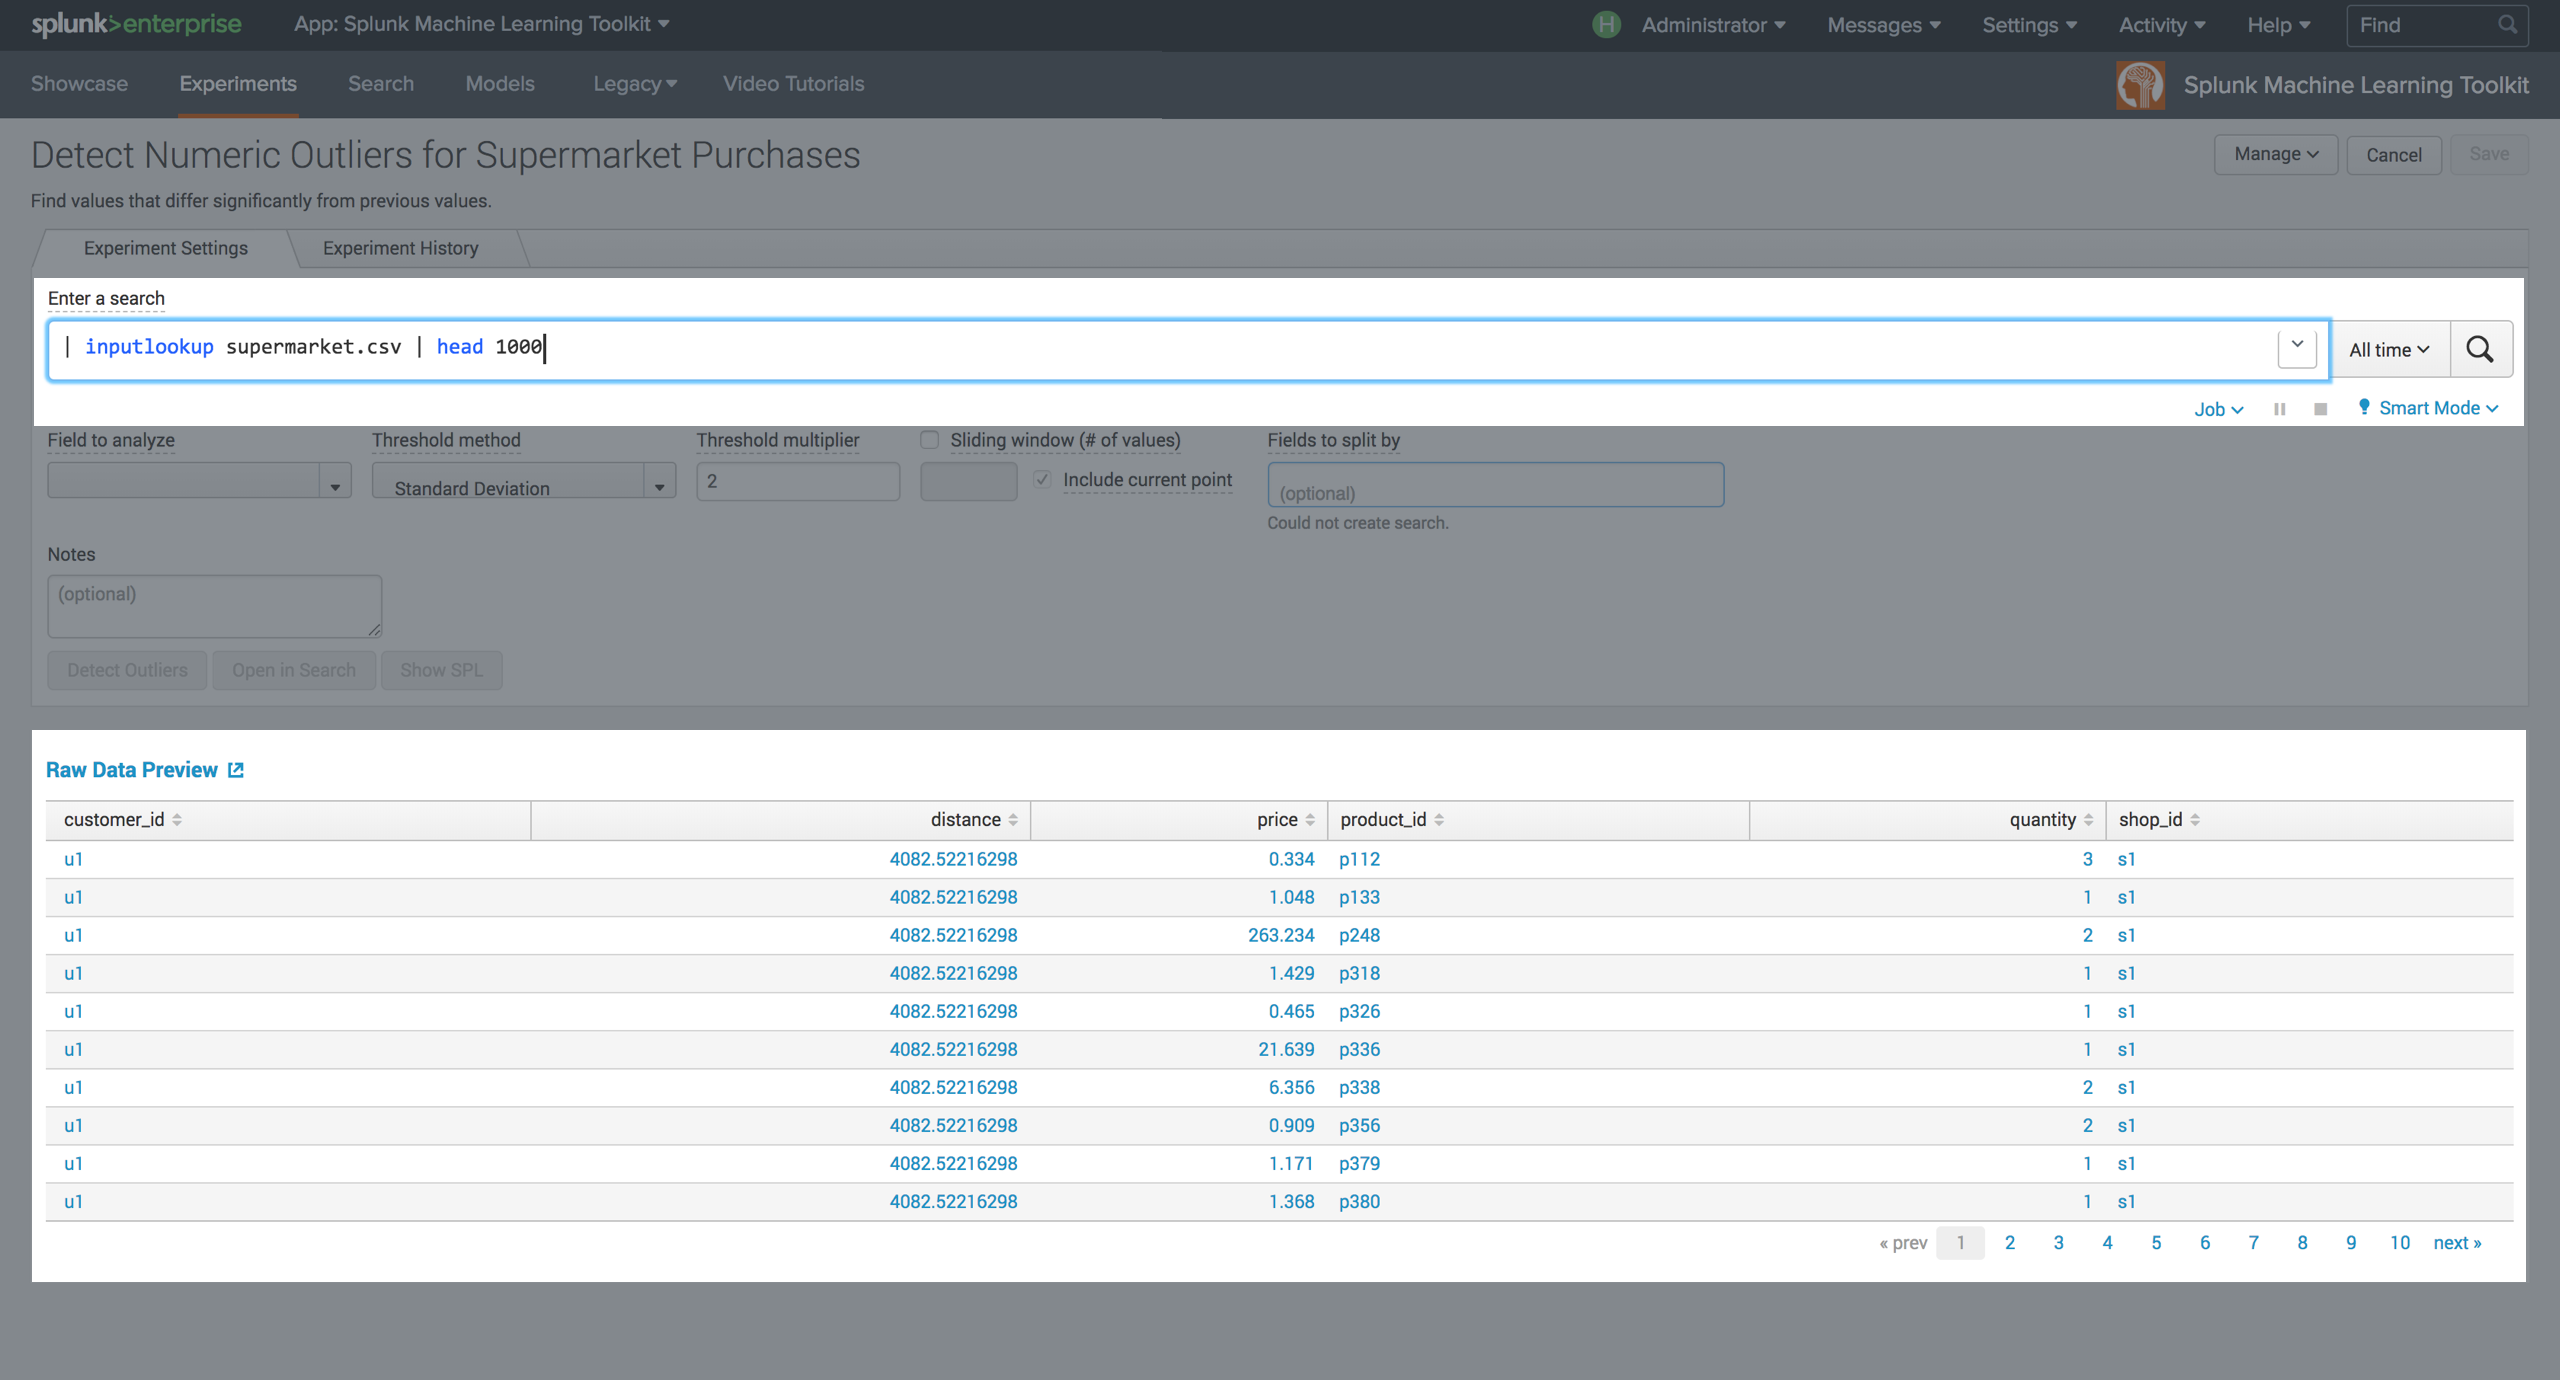 splunk>enterprise App: Splunk Machine Learning Toolkit H Administrator Messages Settings Activity Help Find
Showcase Experiments Search Models Legacy Video Tutorials Splunk Machine Learning Toolkit
Detect Numeric Outliers for Supermarket Purchases Manage Cancel Save
Find values that differ significantly from previous values.
Experiment Settings Experiment History
Enter a search
| inputlookup supermarket.csv | head 1000 All time
Job Smart Mode
Field to analyze Threshold method Threshold multiplier Sliding window (# of values) Fields to split by
Standard Deviation 2 Include current point (optional)
Could not create search.
Notes
(optional)
Detect Outliers Open in Search Show SPL
Raw Data Preview
customer_id distance price product_id quantity shop_id
u1 4082.52216298 0.334 p112 3 s1
u1 4082.52216298 1.048 p133 1 s1
u1 4082.52216298 263.234 p248 2 s1
u1 4082.52216298 1.429 p318 1 s1
u1 4082.52216298 0.465 p326 1 s1
u1 4082.52216298 21.639 p336 1 s1
u1 4082.52216298 6.356 p338 2 s1
u1 4082.52216298 0.909 p356 2 s1
u1 4082.52216298 1.171 p379 1 s1
u1 4082.52216298 1.368 p380 1 s1
« prev 1 2 3 4 5 6 7 8 9 10 next »